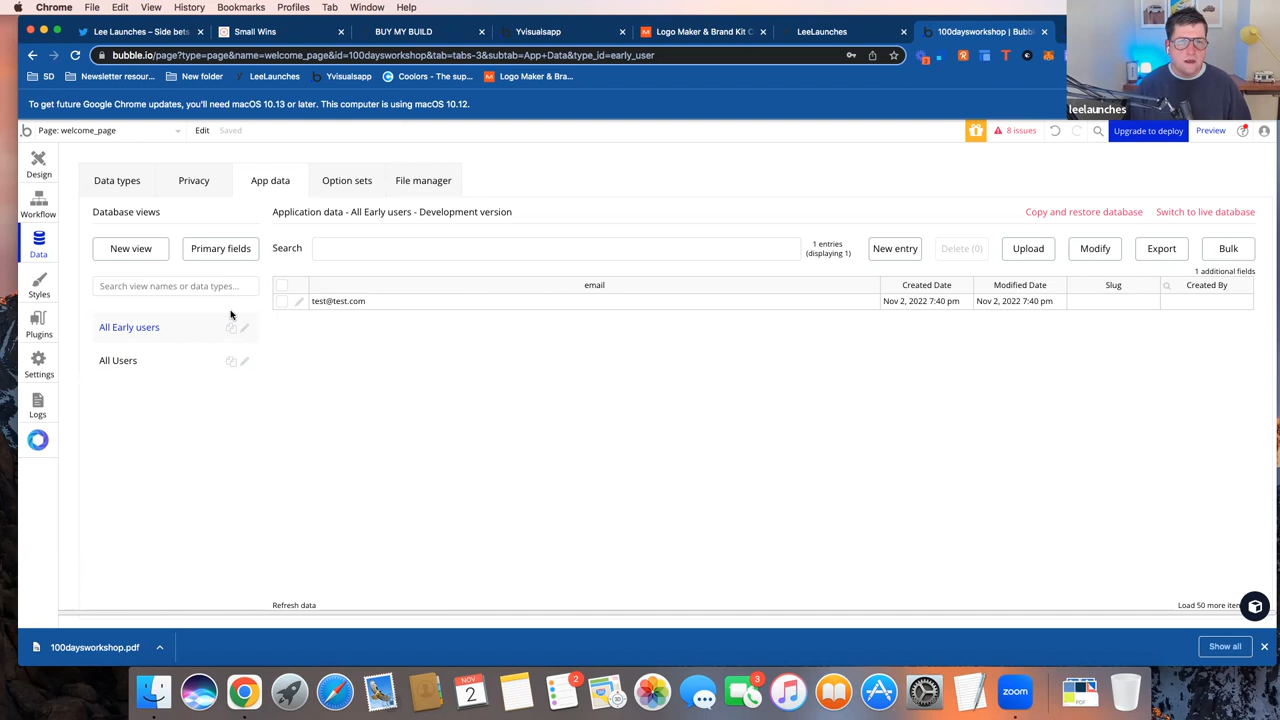 Chrome File Edit View History Bookmarks Profiles Tab Window Help
Lee Launches – Side bets
Small Wins
BUY MY BUILD
Yvisualsapp
Logo Maker & Brand Kit C
LeeLaunches
100daysworkshop | Bubb
bubble.io/page?type=page&name=welcome_page&id=100daysworkshop&tab=tabs-3&subtab=App+Data&type_id=early_user
SD
Newsletter resour...
New folder
LeeLaunches
Yvisualsapp
Coolors - The sup...
Logo Maker & Bra...
To get future Google Chrome updates, you'll need macOS 10.13 or later. This computer is using macOS 10.12.
leelaunches
Page: welcome_page
Edit
Saved
8 issues
Upgrade to deploy
Preview
Design
Workflow
Data
Styles
Plugins
Settings
Logs
Data types
Privacy
App data
Option sets
File manager
Database views
Application data - All Early users - Development version
Copy and restore database
Switch to live database
New view
Primary fields
Search
1 entries
(displaying 1)
New entry
Delete (0)
Upload
Modify
Export
Bulk
1 additional fields
Search view names or data types...
email
Created Date
Modified Date
Slug
Created By
test@test.com
Nov 2, 2022 7:40 pm
Nov 2, 2022 7:40 pm
All Early users
All Users
Refresh data
Load 50 more
100daysworkshop.pdf
Show all
2
NOV
2
3
zoom
PDF